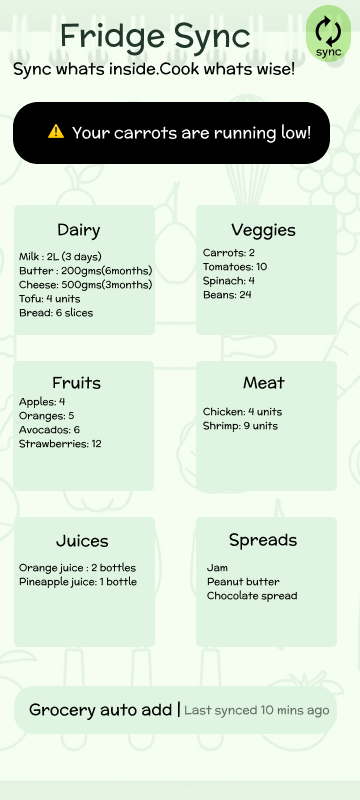 Fridge Sync
sync
Sync whats inside.Cook whats wise!
⚠ Your carrots are running low!
Dairy
Milk : 2L (3 days)
Butter : 200gms(6months)
Cheese: 500gms(3months)
Tofu: 4 units
Bread: 6 slices
Veggies
Carrots: 2
Tomatoes: 10
Spinach: 4
Beans: 24
Fruits
Apples: 4
Oranges: 5
Avocados: 6
Strawberries: 12
Meat
Chicken: 4 units
Shrimp: 9 units
Juices
Orange juice : 2 bottles
Pineapple juice: 1 bottle
Spreads
Jam
Peanut butter
Chocolate spread
Grocery auto add | Last synced 10 mins ago